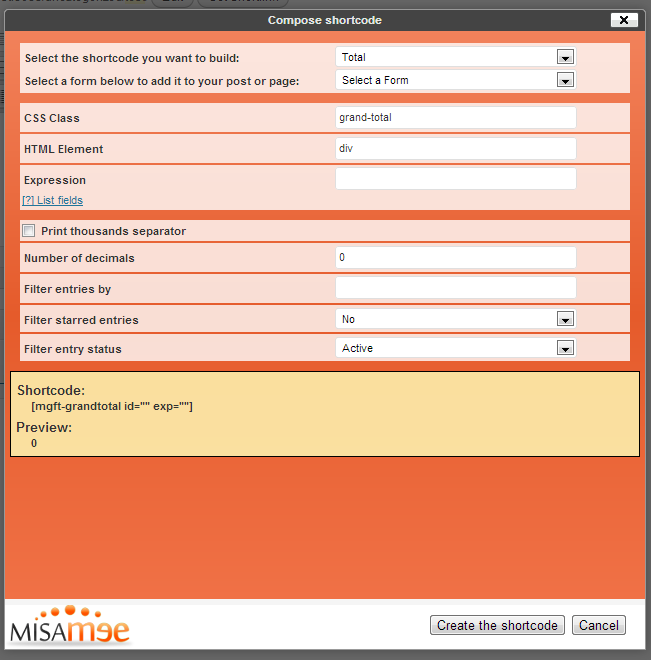 Compose shortcode
Select the shortcode you want to build: Total
Select a form below to add it to your post or page: Select a Form
CSS Class grand-total
HTML Element div
Expression
[?] List fields
Print thousands separator
Number of decimals 0
Filter entries by
Filter starred entries No
Filter entry status Active
Shortcode:
[mgft-grandtotal id="" exp=""]
Preview:
0
MISAMEE
Create the shortcode Cancel